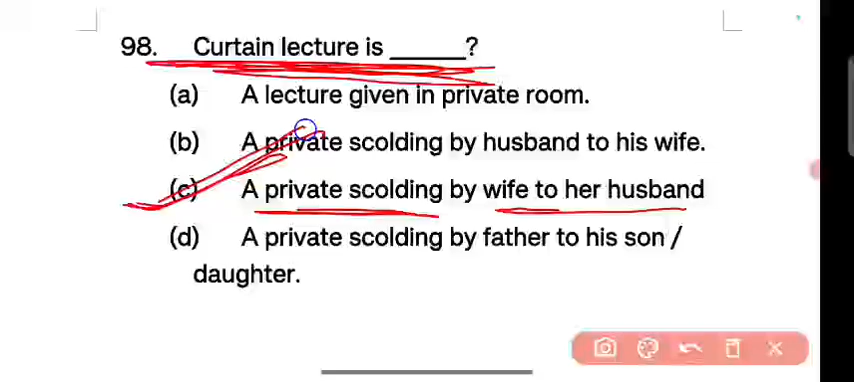 98. Curtain lecture is ______?
(a) A lecture given in private room.
(b) A private scolding by husband to his wife.
(c) A private scolding by wife to her husband
(d) A private scolding by father to his son /
daughter.